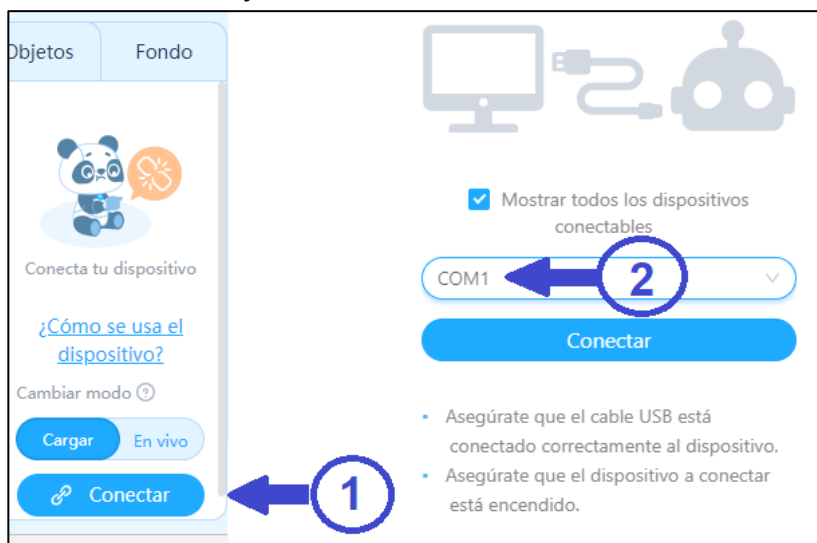 Objetos
Fondo
Conecta tu dispositivo
¿Cómo se usa el
dispositivo?
Cambiar modo ?
Cargar
En vivo
Conectar
1
Mostrar todos los dispositivos
conectables
COM1
2
Conectar
• Asegúrate que el cable USB está
conectado correctamente al dispositivo.
• Asegúrate que el dispositivo a conectar
está encendido.